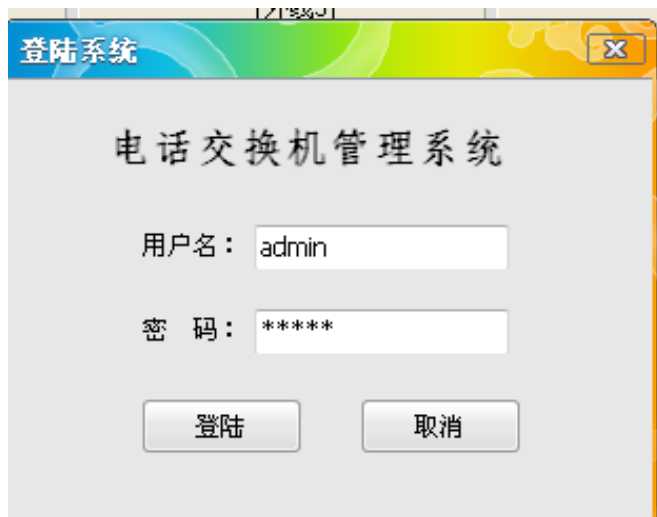 登陆系统
电话交换机管理系统
用户名： admin
密 码： *****
登陆 取消